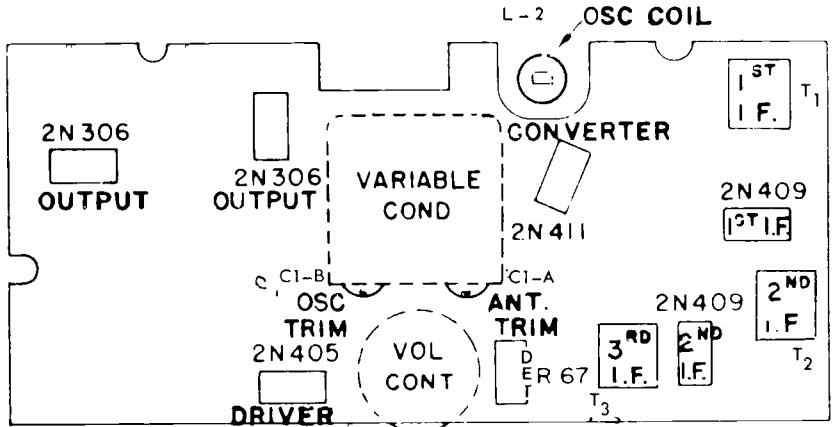 L-2 OSC COIL
1ST
I F.
T1
2N306
OUTPUT
2N306
OUTPUT
VARIABLE
COND
CONVERTER
2N411
2N409
1ST I.F.
C1-B
C1-A
OSC
TRIM
ANT.
TRIM
2N409
2ND
I.F
T2
2N405
DRIVER
VOL
CONT
DET
R 67
3RD
I.F.
T3
2ND
I.F.